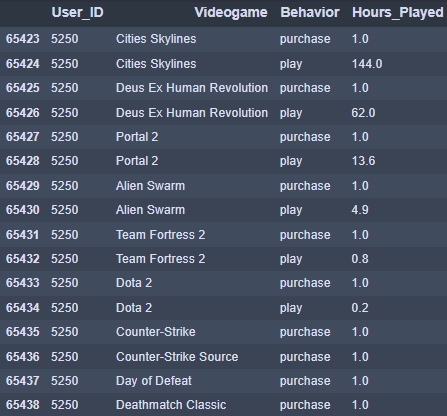 User_ID Videogame Behavior Hours_Played
65423 5250 Cities Skylines purchase 1.0
65424 5250 Cities Skylines play 144.0
65425 5250 Deus Ex Human Revolution purchase 1.0
65426 5250 Deus Ex Human Revolution play 62.0
65427 5250 Portal 2 purchase 1.0
65428 5250 Portal 2 play 13.6
65429 5250 Alien Swarm purchase 1.0
65430 5250 Alien Swarm play 4.9
65431 5250 Team Fortress 2 purchase 1.0
65432 5250 Team Fortress 2 play 0.8
65433 5250 Dota 2 purchase 1.0
65434 5250 Dota 2 play 0.2
65435 5250 Counter-Strike purchase 1.0
65436 5250 Counter-Strike Source purchase 1.0
65437 5250 Day of Defeat purchase 1.0
65438 5250 Deathmatch Classic purchase 1.0